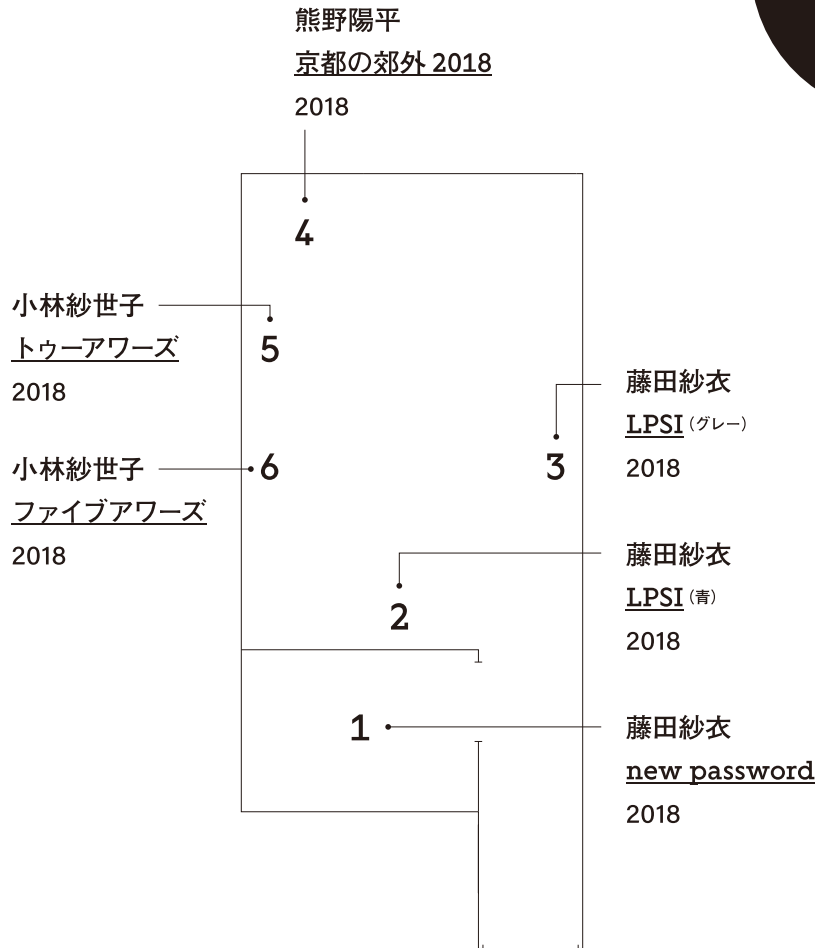 熊野陽平
京都の郊外 2018
2018
4
小林紗世子
トゥーアワーズ
2018
5
藤田紗衣
LPSI（グレー）
2018
3
小林紗世子
ファイブアワーズ
2018
6
藤田紗衣
LPSI（青）
2018
2
藤田紗衣
new password
2018
1